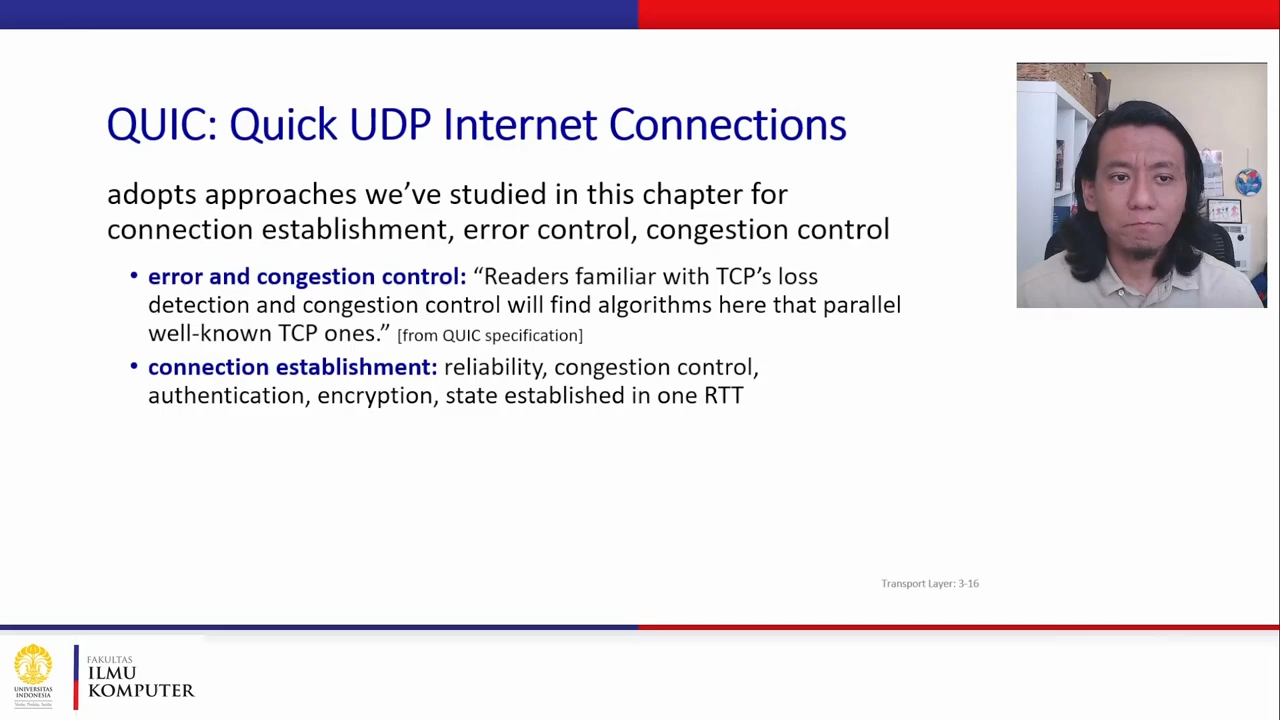 QUIC: Quick UDP Internet Connections
adopts approaches we’ve studied in this chapter for
connection establishment, error control, congestion control
• error and congestion control: “Readers familiar with TCP’s loss
detection and congestion control will find algorithms here that parallel
well-known TCP ones.” [from QUIC specification]
• connection establishment: reliability, congestion control,
authentication, encryption, state established in one RTT
Transport Layer: 3-16
UNIVERSITAS
INDONESIA
FAKULTAS
ILMU
KOMPUTER